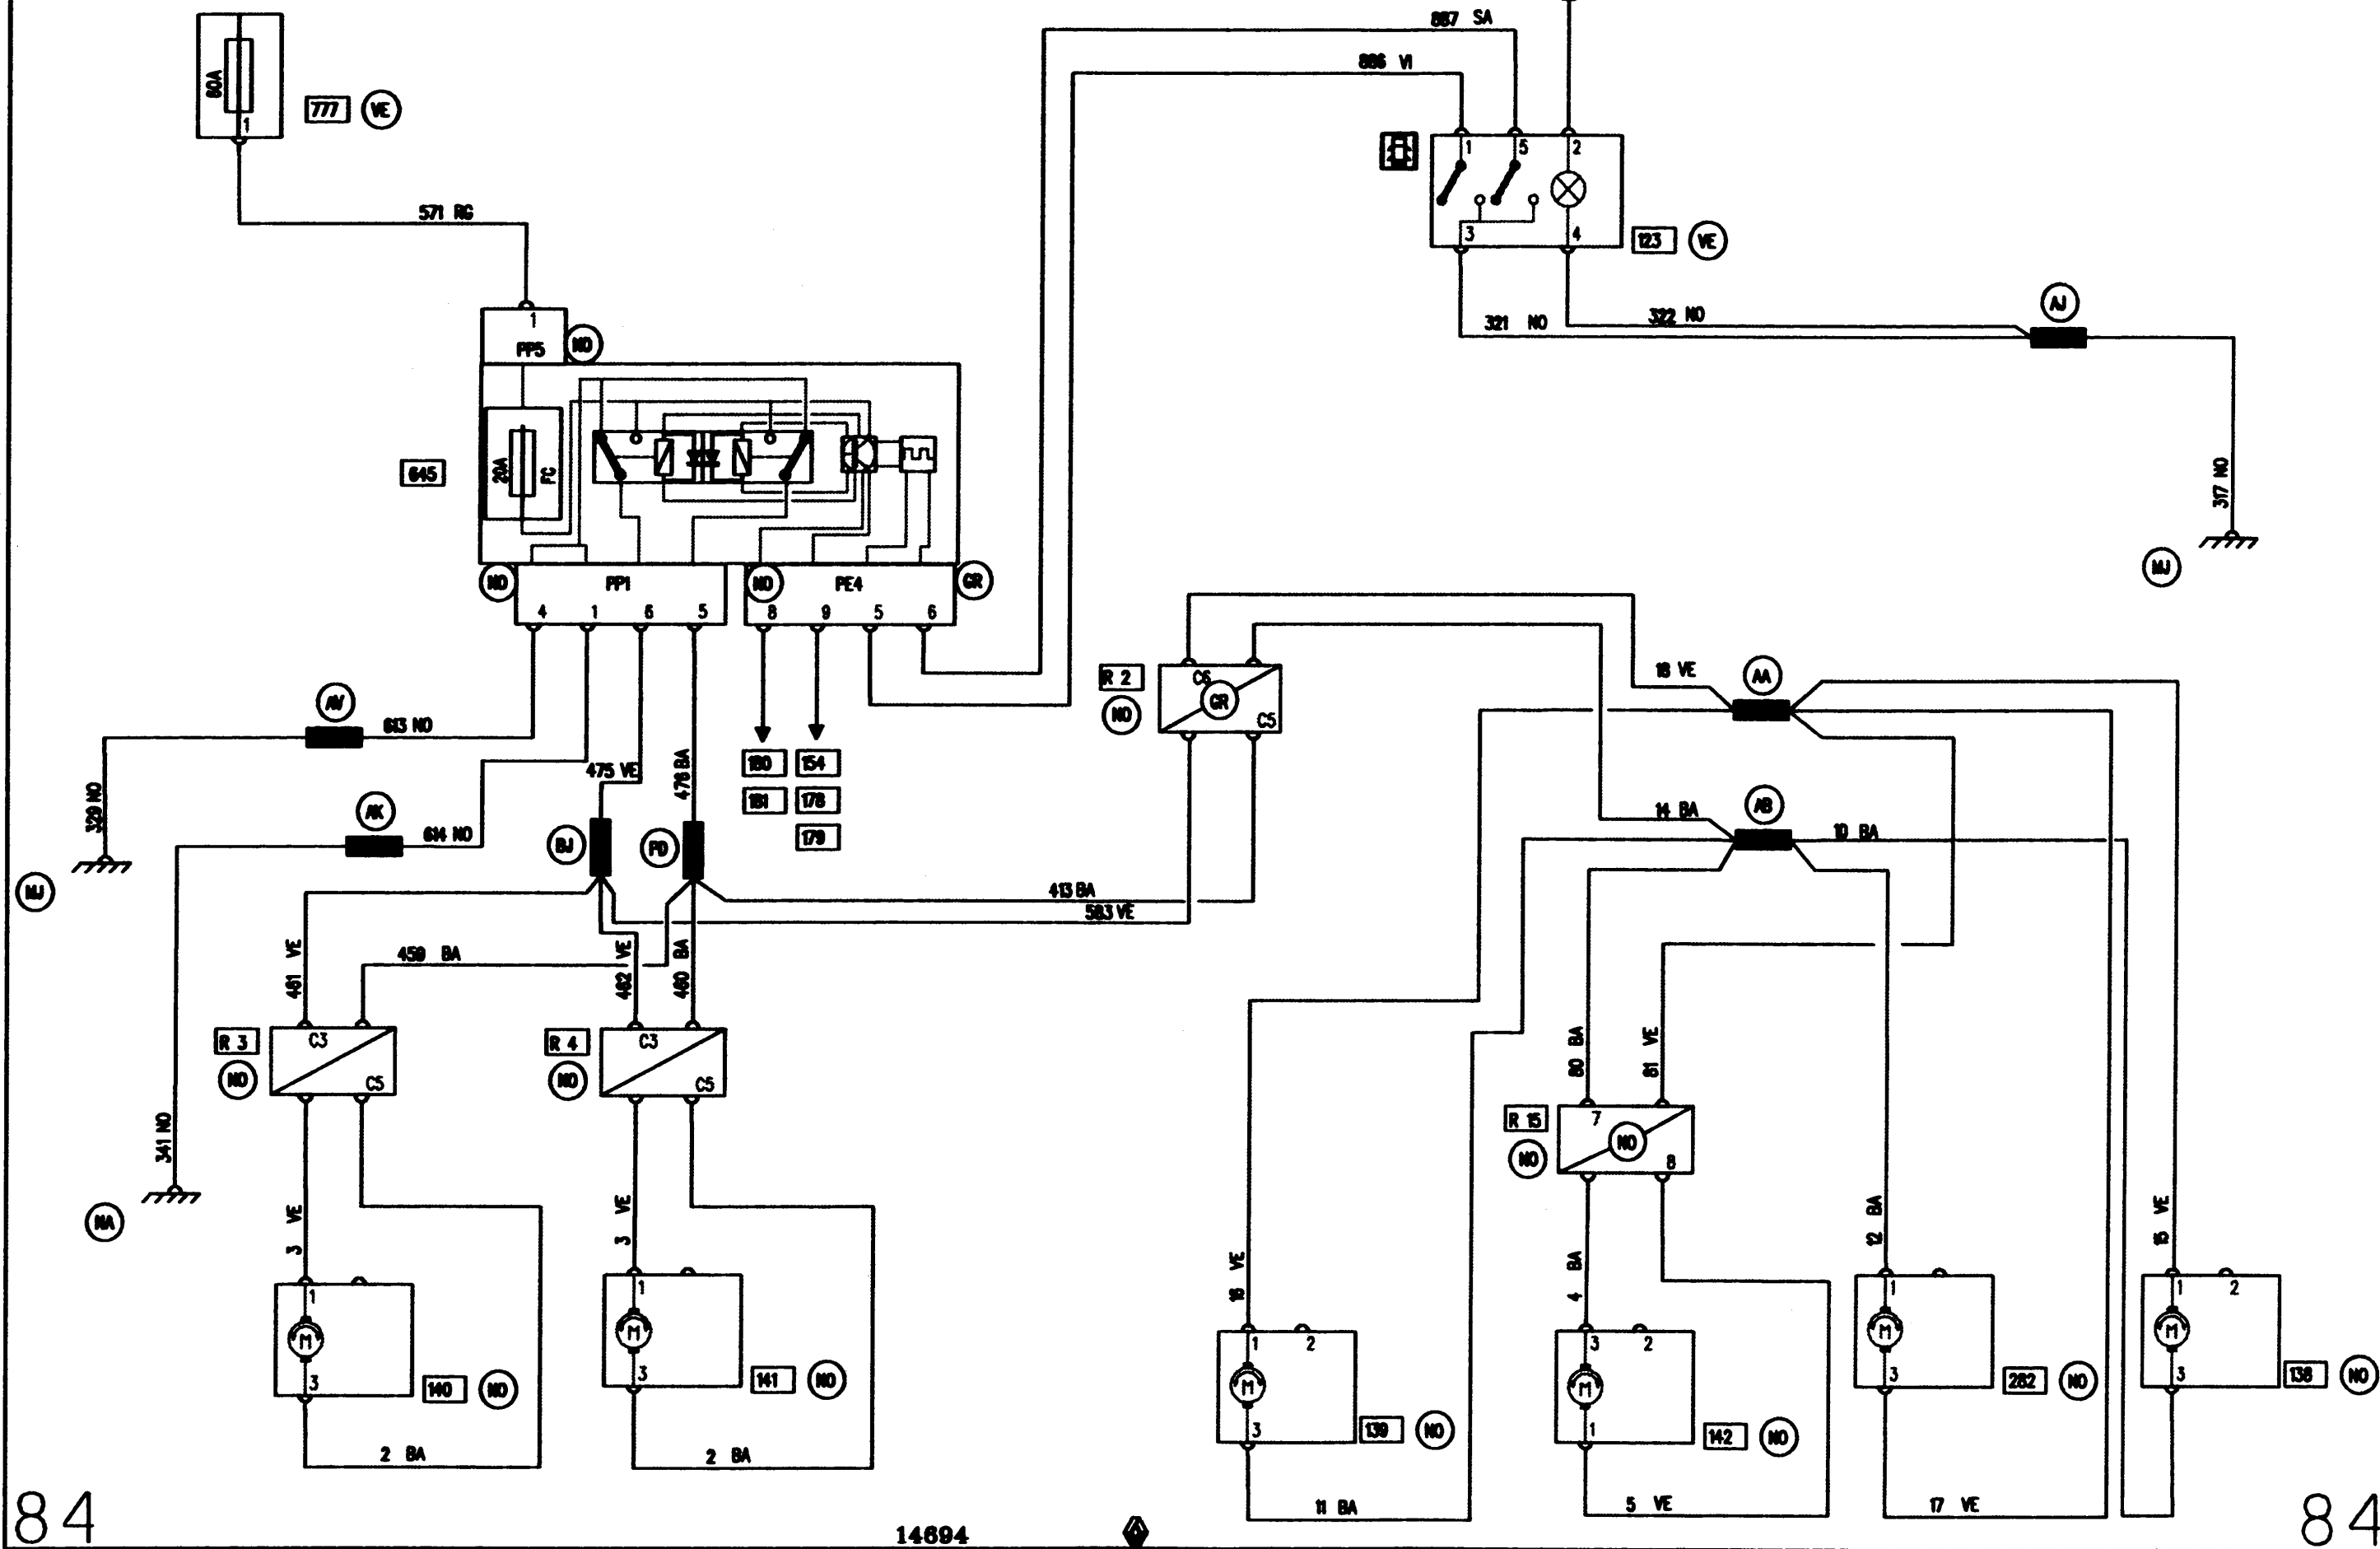 887 SA
886 VI
80A
1
777 VE
1 5 2
3 4
123 VE
571 RG
321 NO
322 NO
AJ
1
PP5 NO
317 NO
645
20A
FC
MJ
NO PP1 NO PE4 GR
4 1 6 5 8 9 5 6
R 2
NO
C6
GR
C5
18 VE
AA
AV
613 NO
329 NO
475 VE
476 BA
180 154
181 178
179
AK
614 NO
14 BA
AB
10 BA
BJ
PD
MJ
413 BA
583 VE
461 VE
459 BA
462 VE
460 BA
R 3
NO
C3
C5
R 4
NO
C3
C5
80 BA
81 VE
R 15
NO
7
NO
8
341 NO
NA
3 VE
3 VE
16 VE
4 BA
12 BA
15 VE
1
M
3
140 NO
1
M
3
141 NO
1 2
M
3
139 NO
3 2
M
1
142 NO
1
M
3
282 NO
1 2
M
3
138 NO
2 BA
2 BA
11 BA
5 VE
17 VE
84
14694
84